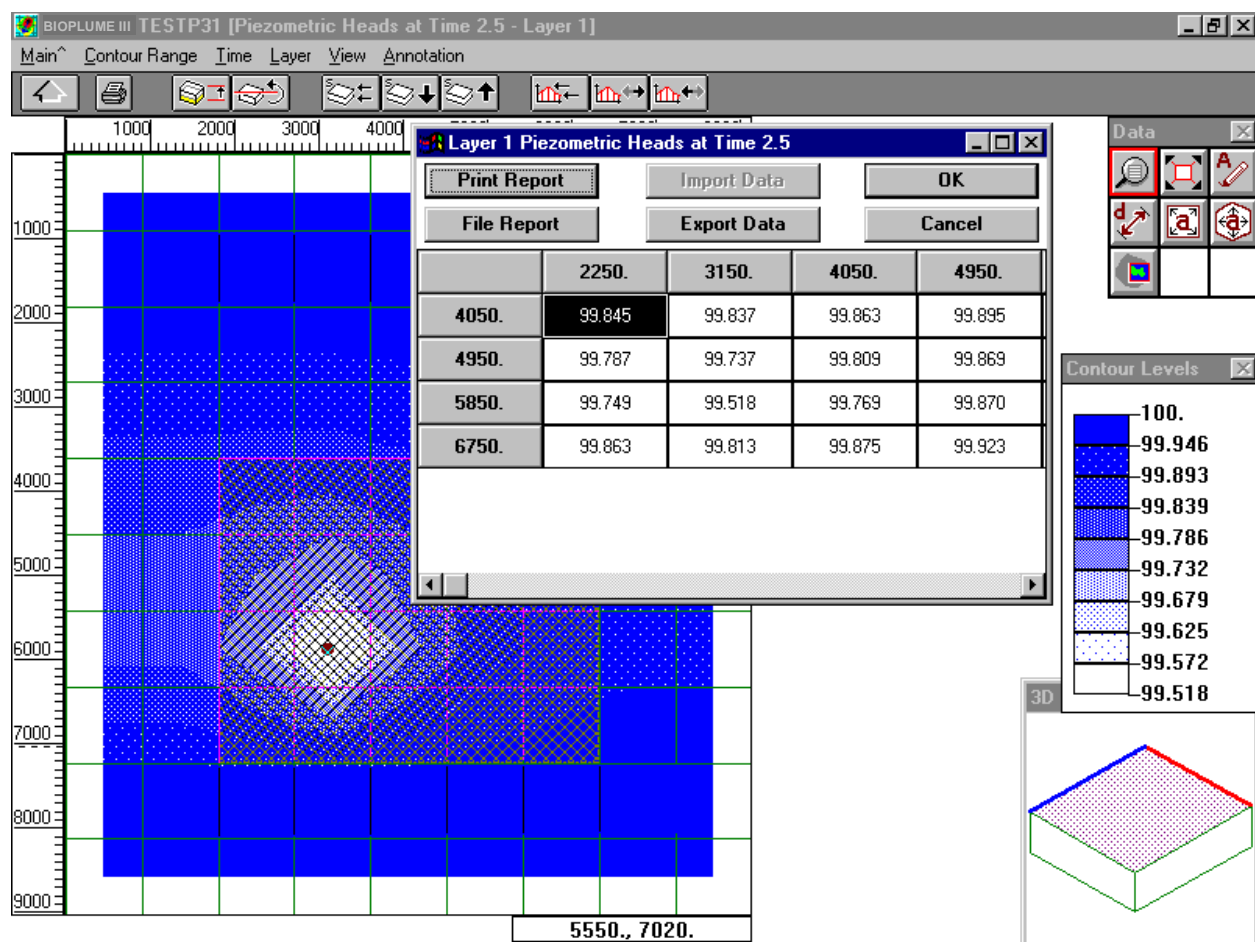 BIOPLUME III TESTP31 [Piezometric Heads at Time 2.5 - Layer 1]
Main^ Contour Range Time Layer View Annotation
1000 2000 3000 4000
Layer 1 Piezometric Heads at Time 2.5
Print Report Import Data OK
File Report Export Data Cancel
2250. 3150. 4050. 4950.
4050. 99.845 99.837 99.863 99.895
4950. 99.787 99.737 99.809 99.869
5850. 99.749 99.518 99.769 99.870
6750. 99.863 99.813 99.875 99.923
1000
2000
3000
4000
5000
6000
7000
8000
9000
5550., 7020.
Data
A
d a a
Contour Levels
100.
99.946
99.893
99.839
99.786
99.732
99.679
99.625
99.572
99.518
3D